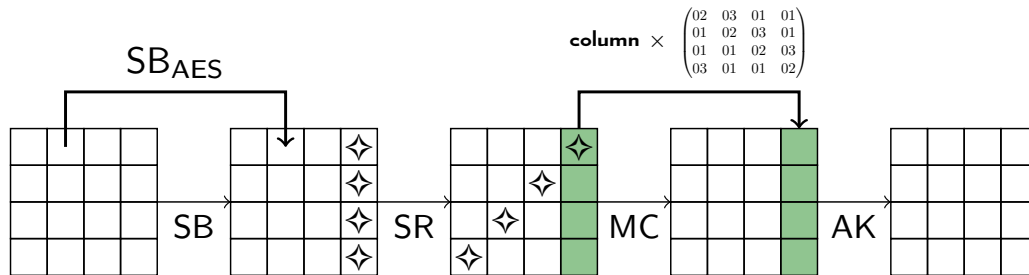 column × (02 03 01 01
01 02 03 01
01 01 02 03
03 01 01 02)
SB_AES
SB SR MC AK